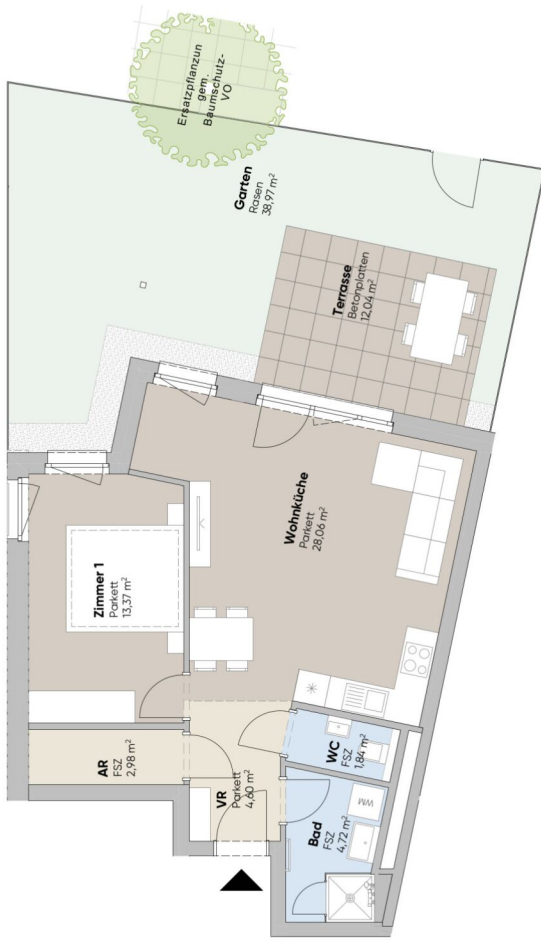 Ersatzpflanzun
gem.
Baumschutz-
VO
Garten
Rasen
38,97 m²
Terrasse
Betonplatten
12,04 m²
Wohnküche
Parkett
28,06 m²
Zimmer 1
Parkett
13,37 m²
AR
FSZ
2,98 m²
VR
Parkett
4,60 m²
WC
FSZ
1,84 m²
Bad
FSZ
4,72 m²
WM